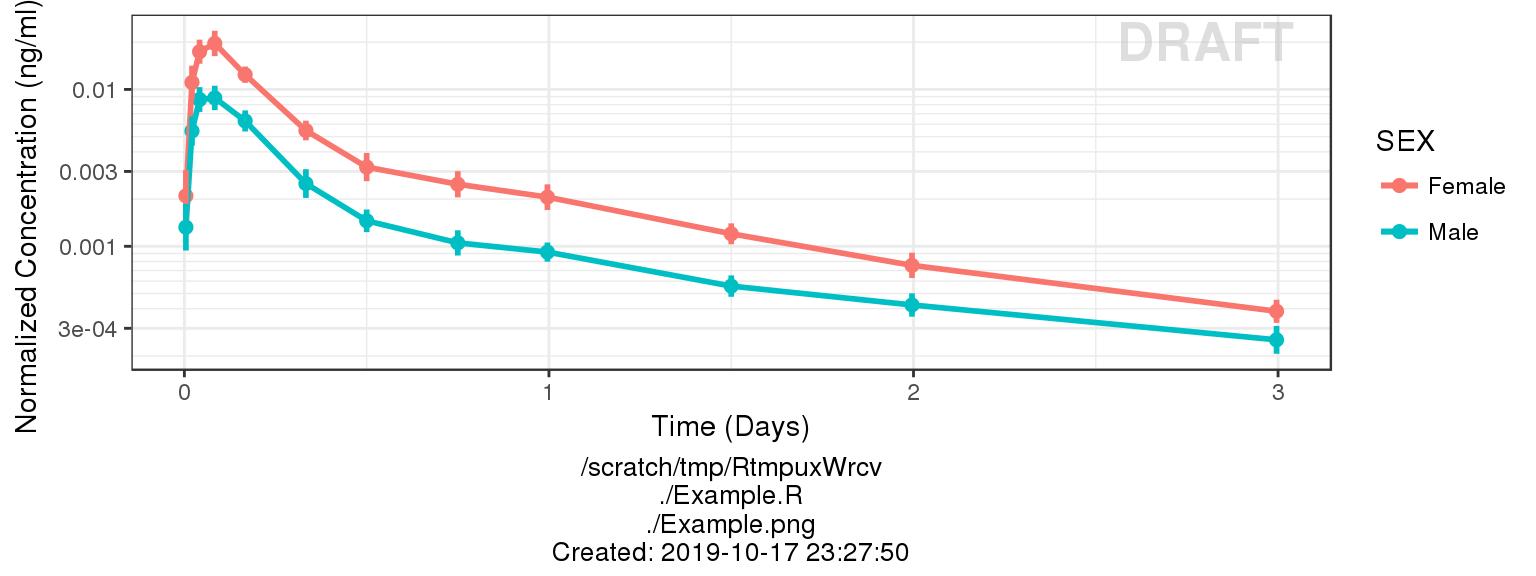 DRAFT
Normalized Concentration (ng/ml)
0.01
0.003
0.001
3e-04
0 1 2 3
Time (Days)
SEX
Female
Male
/scratch/tmp/RtmpuxWrcv
./Example.R
./Example.png
Created: 2019-10-17 23:27:50